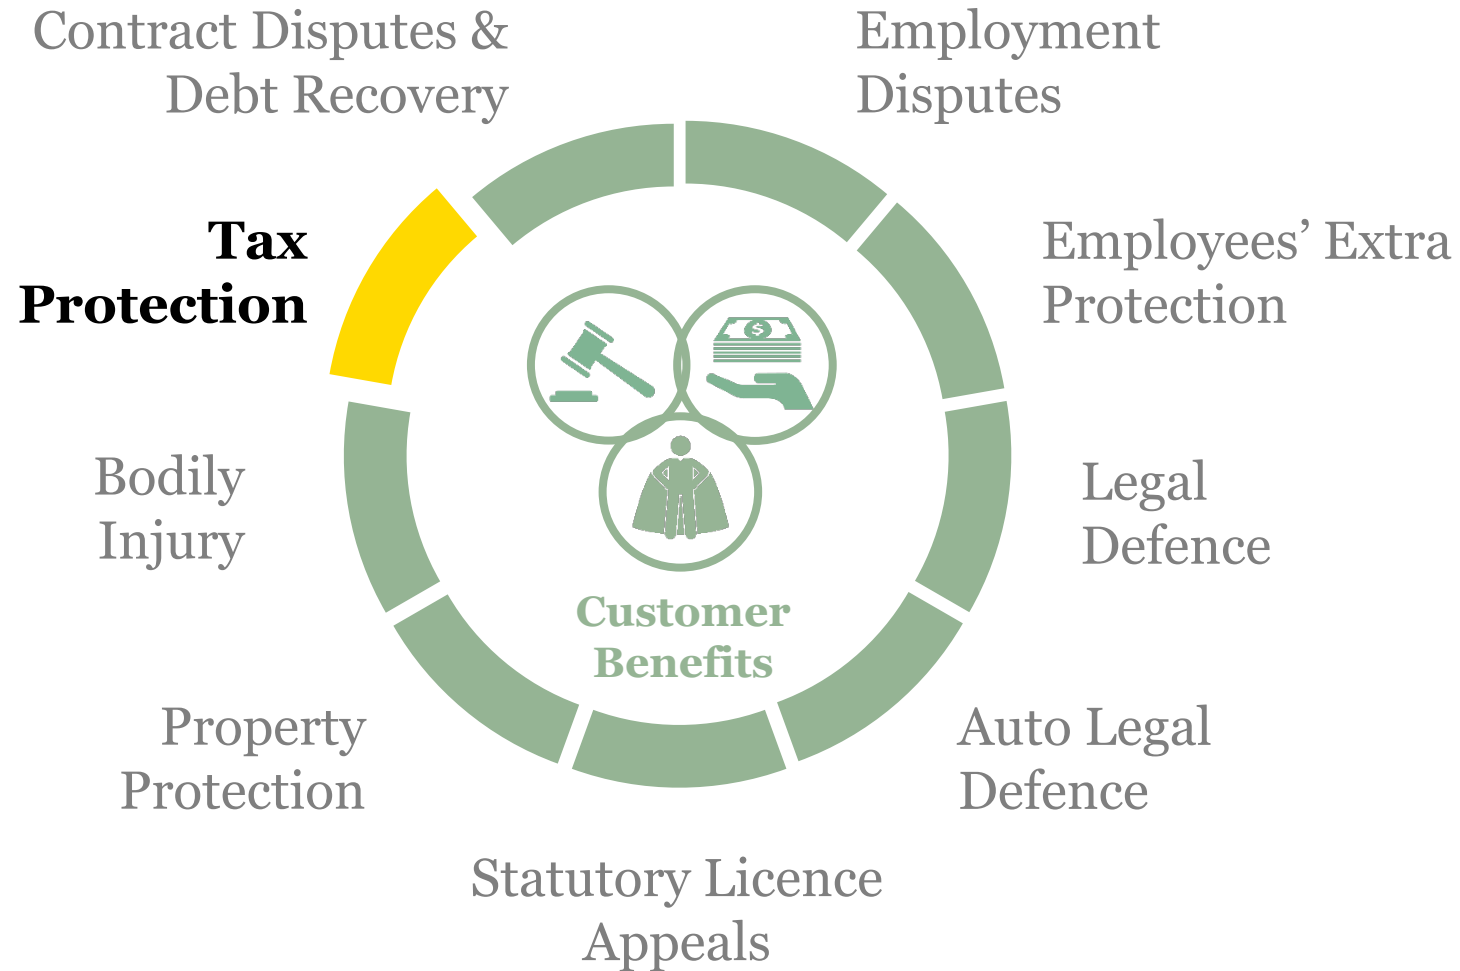 Contract Disputes &
Debt Recovery
Employment
Disputes
Tax
Protection
Employees’ Extra
Protection
Bodily
Injury
Legal
Defence
Customer
Benefits
Property
Protection
Auto Legal
Defence
Statutory Licence
Appeals
$